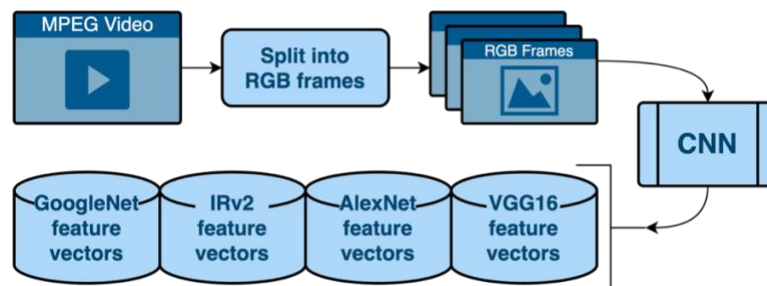 MPEG Video
Split into
RGB frames
RGB Frames
CNN
GoogleNet
feature
vectors
IRv2
feature
vectors
AlexNet
feature
vectors
VGG16
feature
vectors